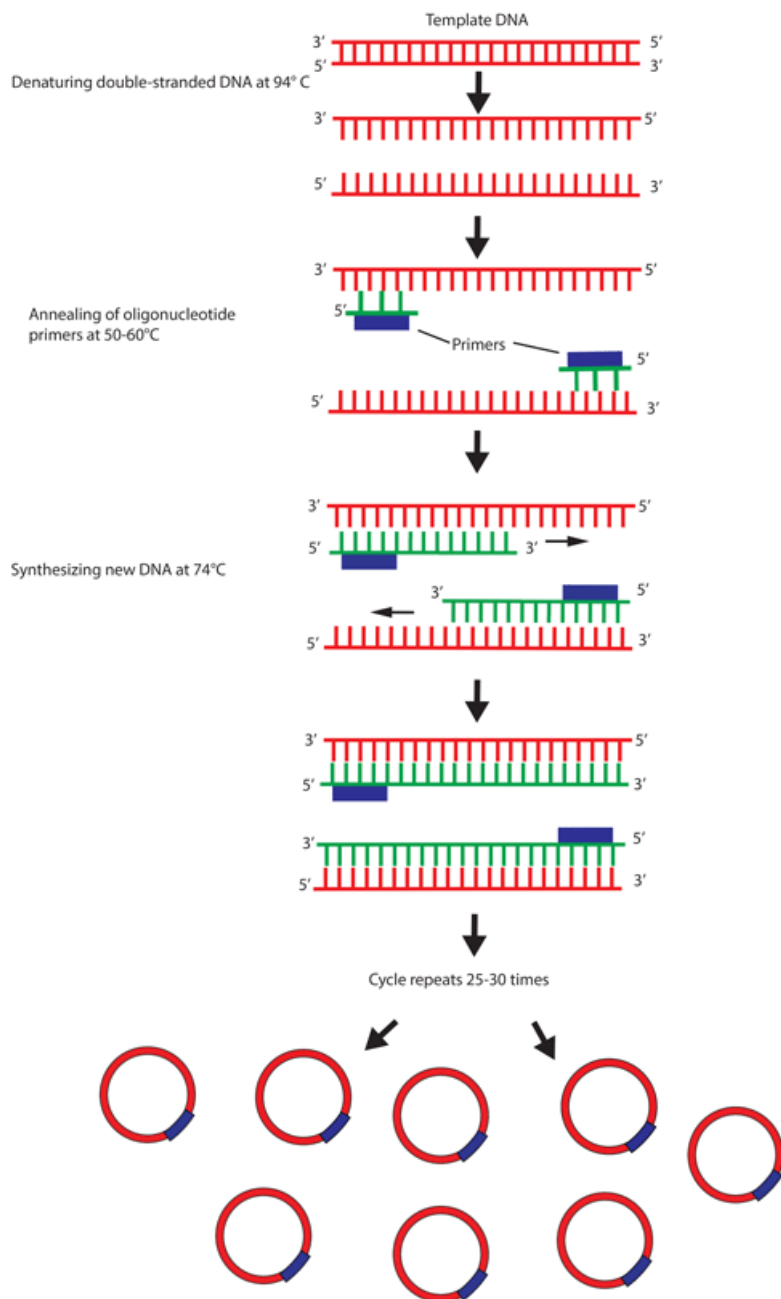 Template DNA
3’ 5’
5’ 3’
Denaturing double-stranded DNA at 94° C
3’ 5’
5’ 3’
3’ 5’
Annealing of oligonucleotide
primers at 50-60°C
5’
Primers
5’
5’ 3’
3’ 5’
5’ 3’
Synthesizing new DNA at 74°C
3’ 5’
5’ 3’
3’ 5’
5’ 3’
3’ 5’
5’ 3’
Cycle repeats 25-30 times